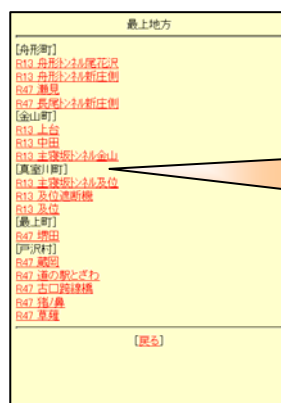 最上地方
[舟形町]
R13 舟形ﾄﾝﾈﾙ尾花沢
R13 舟形ﾄﾝﾈﾙ新庄側
R47 瀬見
R47 長尾ﾄﾝﾈﾙ新庄側
[金山町]
R13 上台
R13 中田
R13 主寝坂ﾄﾝﾈﾙ金山
[真室川町]
R13 主寝坂ﾄﾝﾈﾙ及位
R13 及位遮断機
R13 及位
[最上町]
R47 堺田
[戸沢村]
R47 蔵岡
R47 道の駅とざわ
R47 古口跨線橋
R47 猪ﾉ鼻
R47 草薙
[戻る]